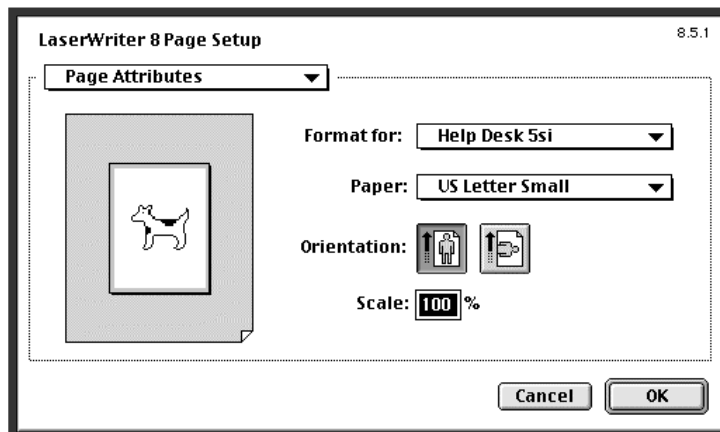 LaserWriter 8 Page Setup 8.5.1
Page Attributes
Format for: Help Desk 5si
Paper: US Letter Small
Orientation:
Scale: 100 %
Cancel OK